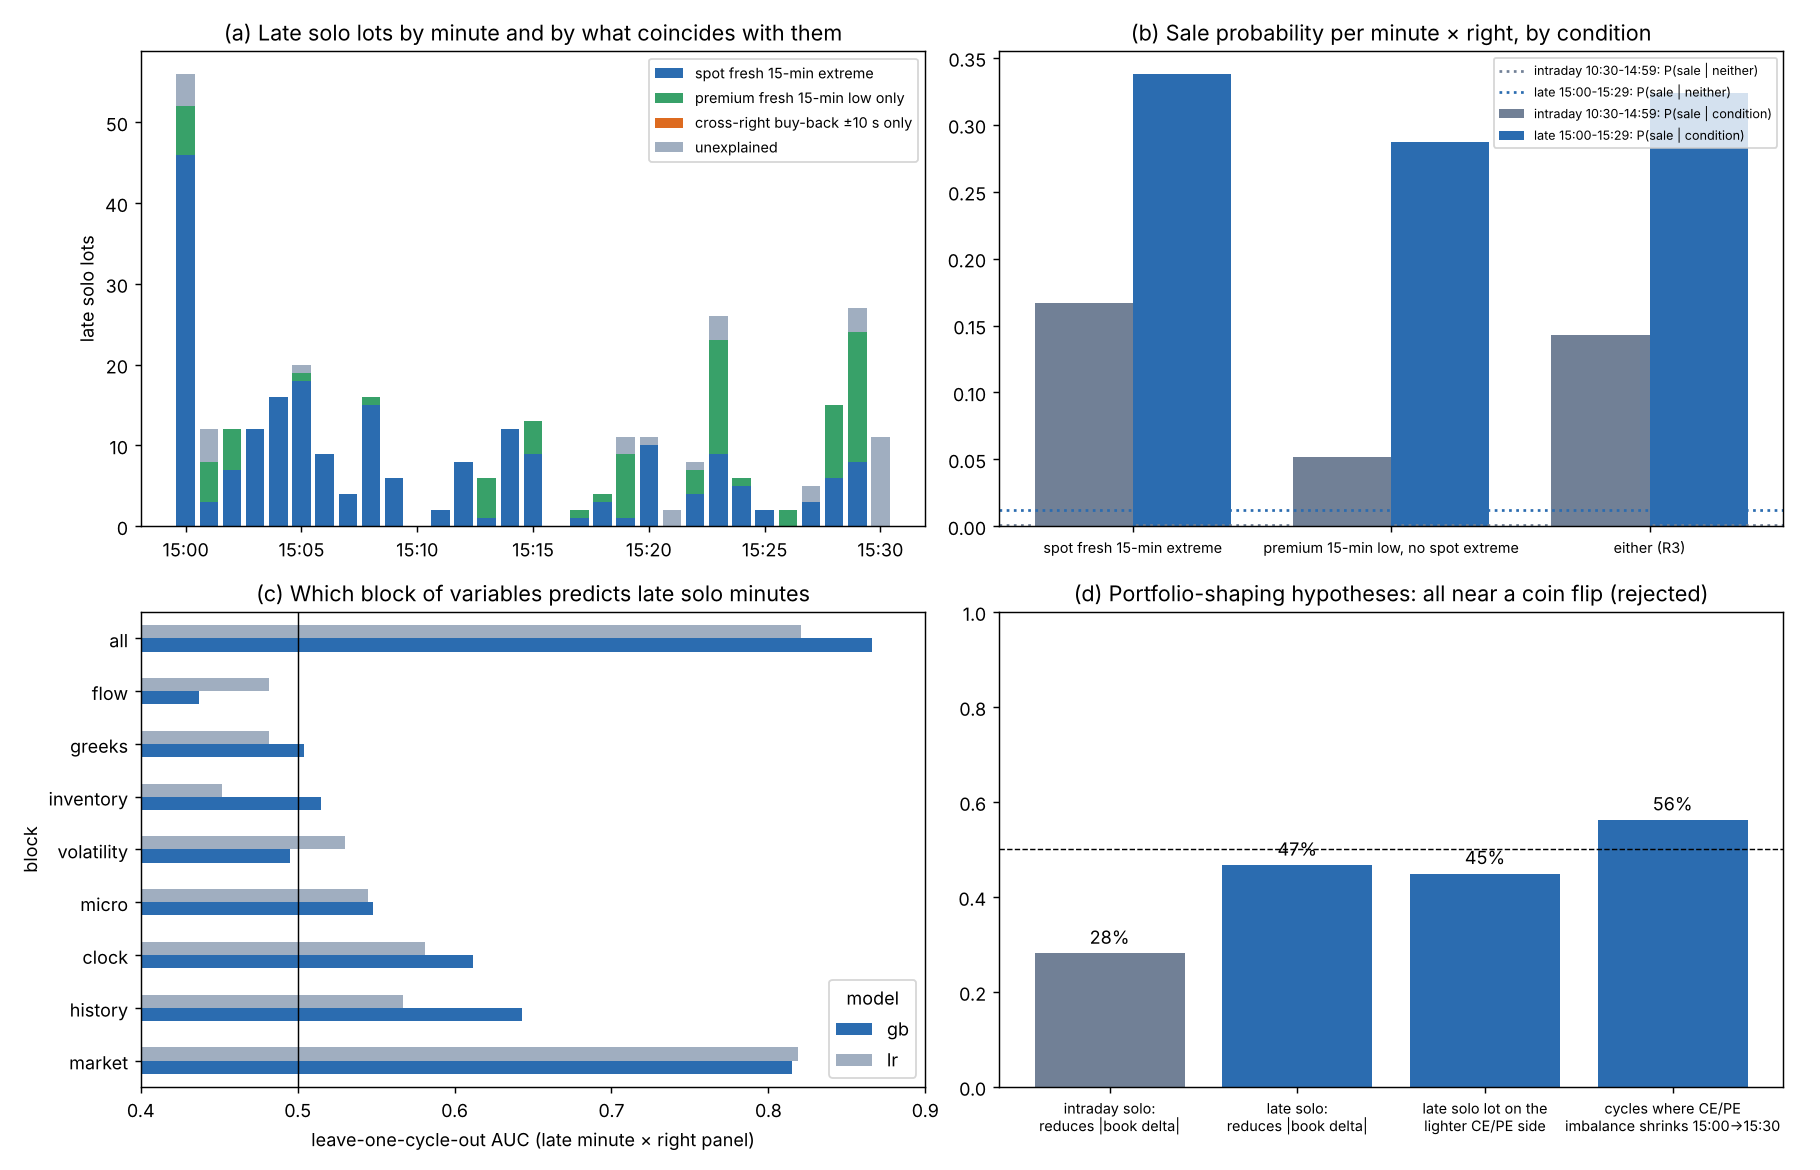 (a) Late solo lots by minute and by what coincides with them
late solo lots
50
40
30
20
10
0
15:00
15:05
15:10
15:15
15:20
15:25
15:30
spot fresh 15-min extreme
premium fresh 15-min low only
cross-right buy-back ±10 s only
unexplained
(b) Sale probability per minute × right, by condition
0.35
0.30
0.25
0.20
0.15
0.10
0.05
0.00
intraday 10:30-14:59: P(sale | neither)
late 15:00-15:29: P(sale | neither)
intraday 10:30-14:59: P(sale | condition)
late 15:00-15:29: P(sale | condition)
spot fresh 15-min extreme
premium 15-min low, no spot extreme
either (R3)
(c) Which block of variables predicts late solo minutes
block
all
flow
greeks
inventory
volatility
micro
clock
history
market
model
gb
lr
0.4
0.5
0.6
0.7
0.8
0.9
leave-one-cycle-out AUC (late minute × right panel)
(d) Portfolio-shaping hypotheses: all near a coin flip (rejected)
1.0
0.8
0.6
0.4
0.2
0.0
28%
47%
45%
56%
intraday solo:
reduces |book delta|
late solo:
reduces |book delta|
late solo lot on the
lighter CE/PE side
cycles where CE/PE
imbalance shrinks 15:00→15:30